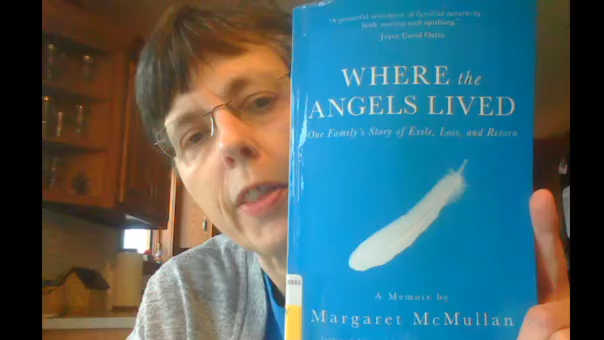 "A powerful testament of familial mourning
both moving and uplifting."
Joyce Carol Oates
WHERE the
ANGELS LIVED
One Family's Story of Exile, Loss, and Return
A Memoir by
Margaret McMullan